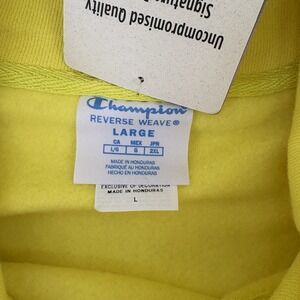 Uncompromised Quality
Signature
Champion
REVERSE WEAVE®
LARGE
CA MEX JPN
L/G G 2XL
MADE IN HONDURAS
FABRIQUÉ AU HONDURAS
HECHO EN HONDURAS
EXCLUSIVE OF DECORATION
MADE IN HONDURAS
L